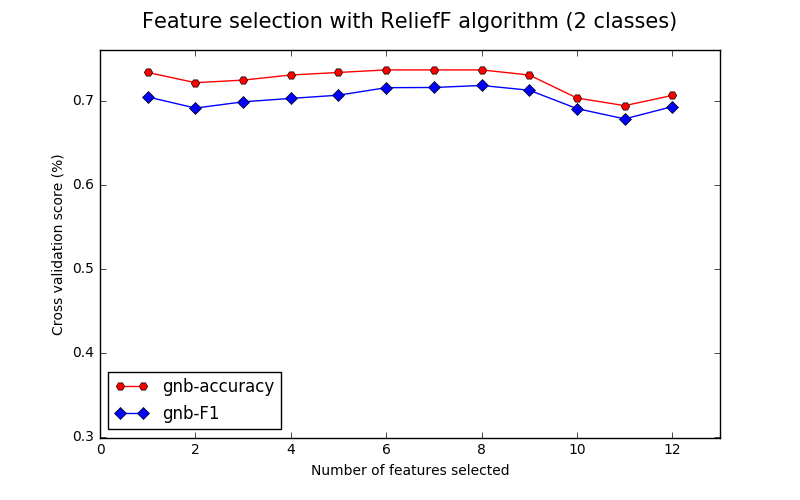 Feature selection with ReliefF algorithm (2 classes)
Cross validation score (%)
0.7
0.6
0.5
0.4
0.3
gnb-accuracy
gnb-F1
0 2 4 6 8 10 12
Number of features selected